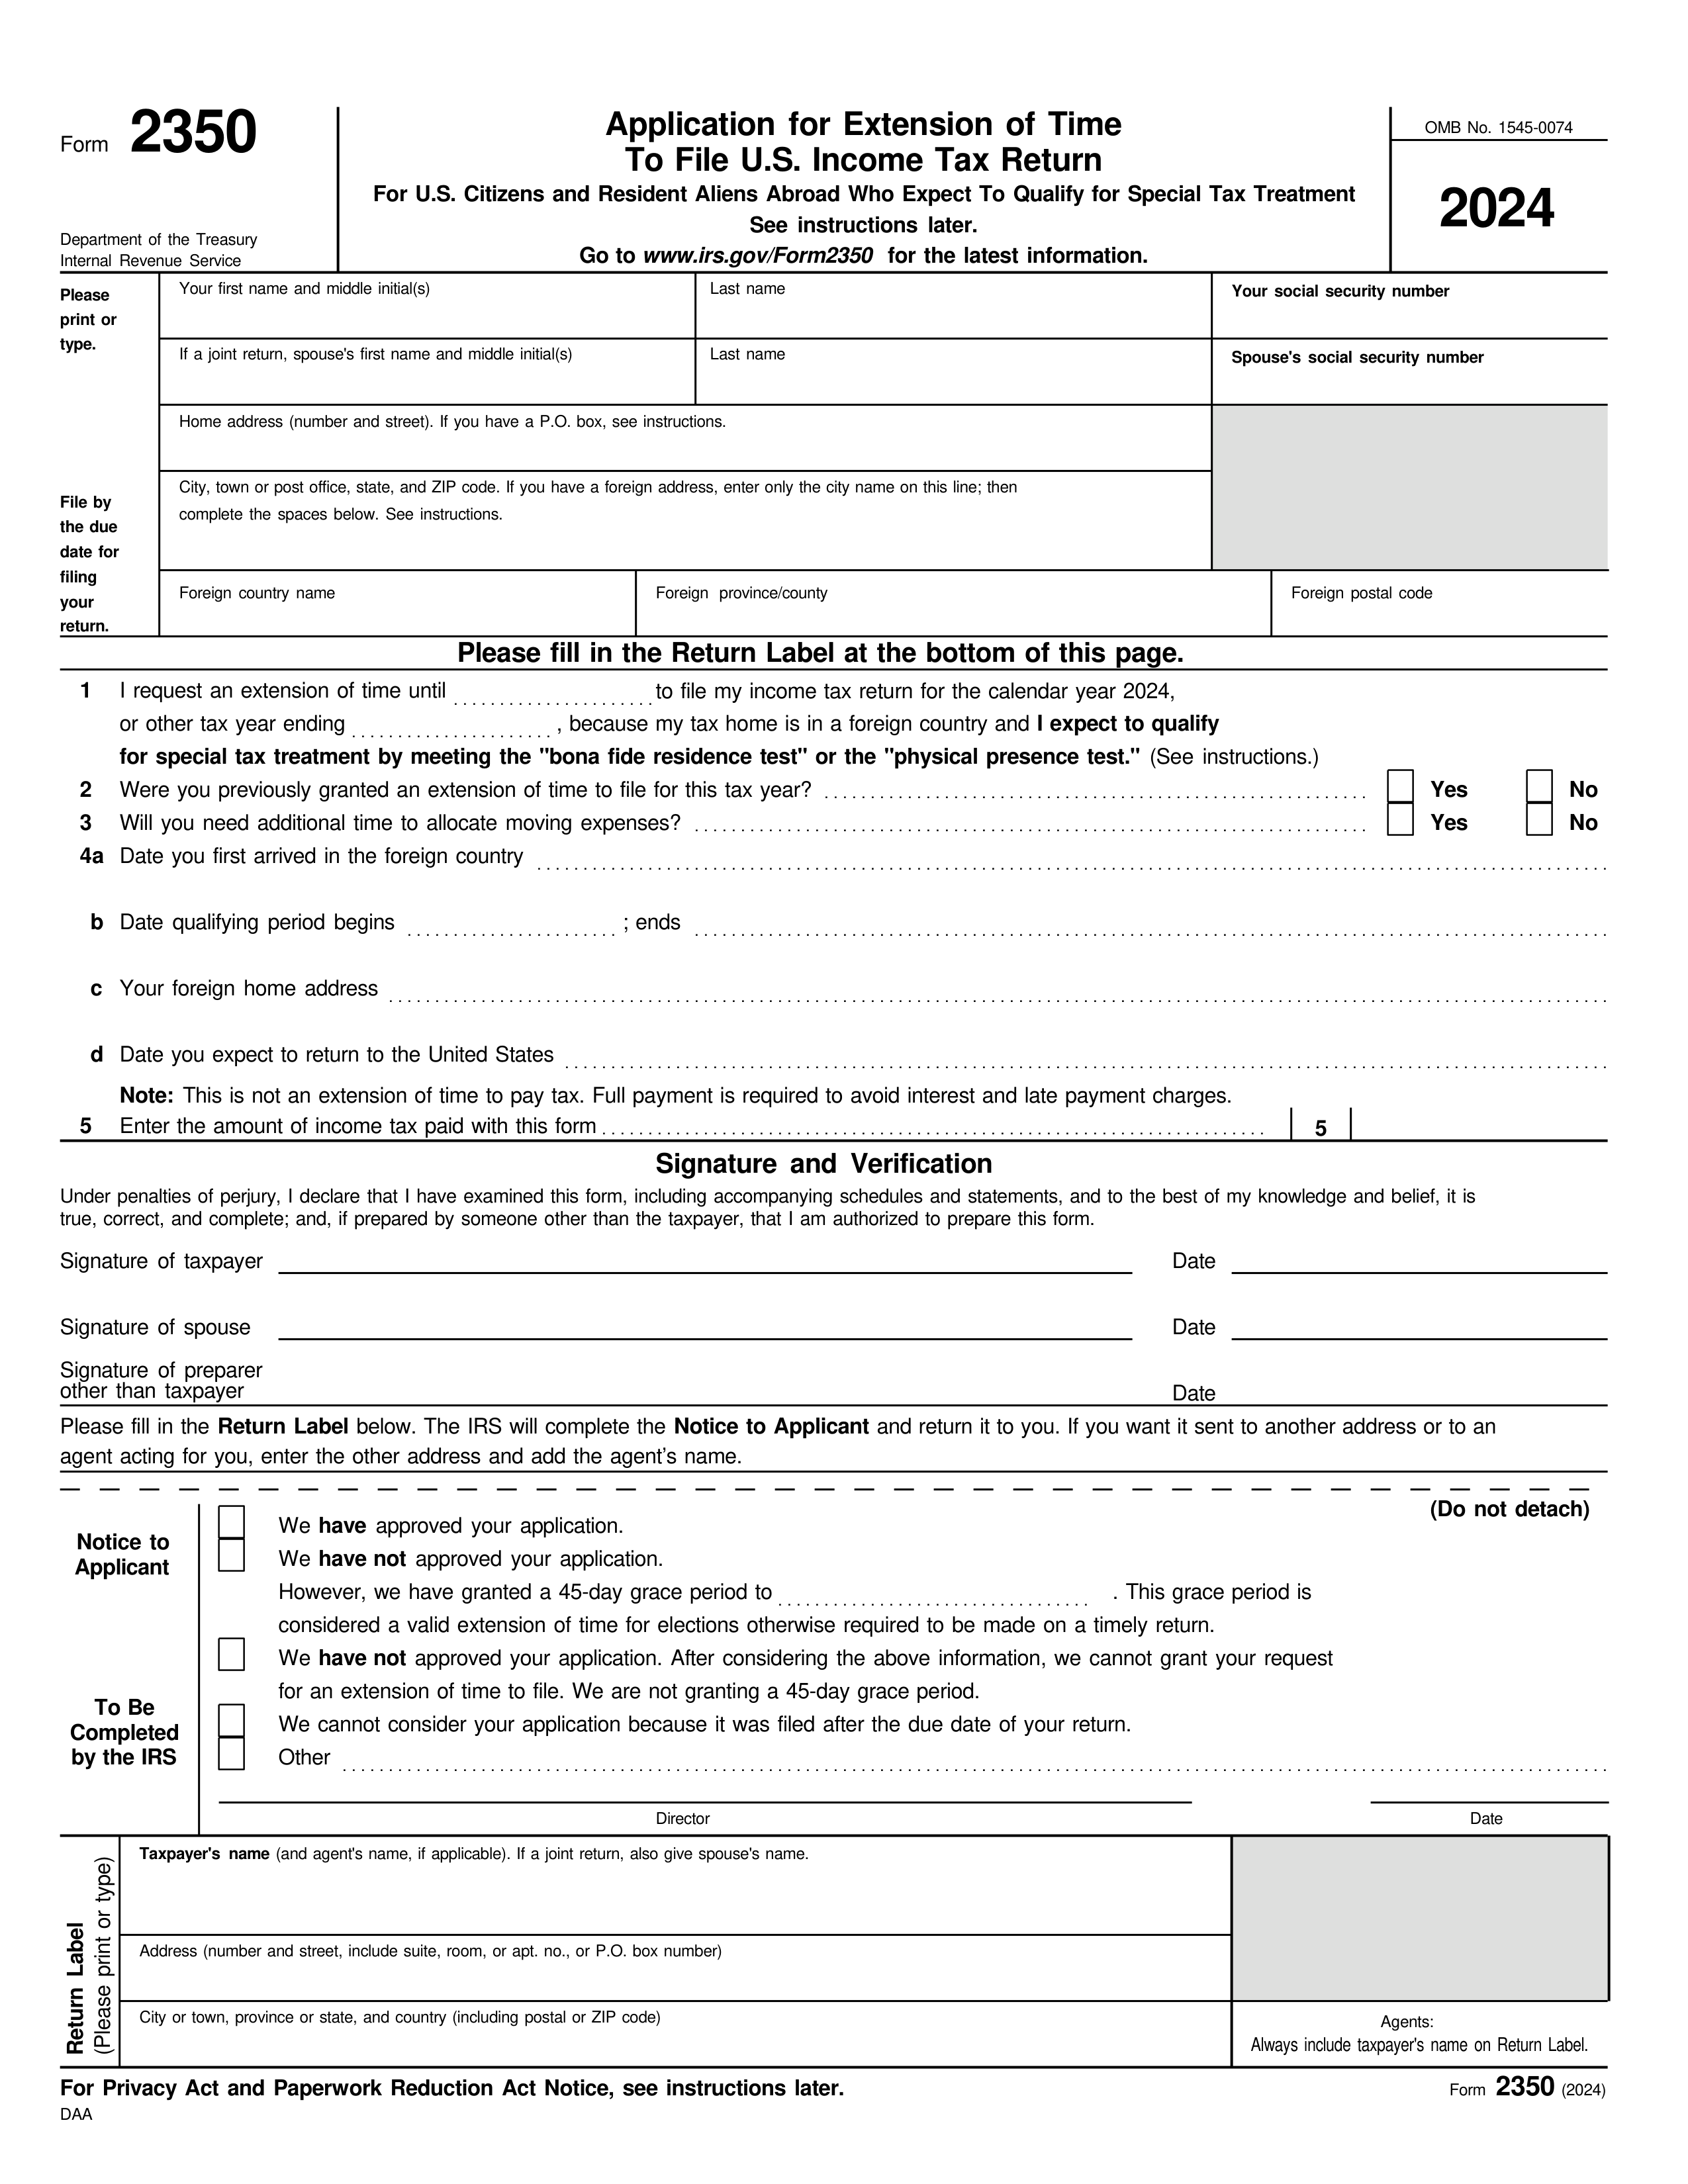 Form 2350
Department of the Treasury
Internal Revenue Service
Application for Extension of Time
To File U.S. Income Tax Return
For U.S. Citizens and Resident Aliens Abroad Who Expect To Qualify for Special Tax Treatment
See instructions later.
Go to www.irs.gov/Form2350 for the latest information.
OMB No. 1545-0074
2024
Please
print or
type.
Your first name and middle initial(s)
Last name
Your social security number
If a joint return, spouse's first name and middle initial(s)
Last name
Spouse's social security number
Home address (number and street). If you have a P.O. box, see instructions.
File by
the due
date for
filing
your
return.
City, town or post office, state, and ZIP code. If you have a foreign address, enter only the city name on this line; then
complete the spaces below. See instructions.
Foreign country name
Foreign province/county
Foreign postal code
Please fill in the Return Label at the bottom of this page.
1 I request an extension of time until to file my income tax return for the calendar year 2024,
or other tax year ending , because my tax home is in a foreign country and I expect to qualify
for special tax treatment by meeting the "bona fide residence test" or the "physical presence test." (See instructions.)
2 Were you previously granted an extension of time to file for this tax year? Yes No
3 Will you need additional time to allocate moving expenses? Yes No
4a Date you first arrived in the foreign country
b Date qualifying period begins ; ends
c Your foreign home address
d Date you expect to return to the United States
Note: This is not an extension of time to pay tax. Full payment is required to avoid interest and late payment charges.
5 Enter the amount of income tax paid with this form 5
Signature and Verification
Under penalties of perjury, I declare that I have examined this form, including accompanying schedules and statements, and to the best of my knowledge and belief, it is
true, correct, and complete; and, if prepared by someone other than the taxpayer, that I am authorized to prepare this form.
Signature of taxpayer Date
Signature of spouse Date
Signature of preparer
other than taxpayer Date
Please fill in the Return Label below. The IRS will complete the Notice to Applicant and return it to you. If you want it sent to another address or to an
agent acting for you, enter the other address and add the agent’s name.
(Do not detach)
Notice to
Applicant
To Be
Completed
by the IRS
We have approved your application.
We have not approved your application.
However, we have granted a 45-day grace period to . This grace period is
considered a valid extension of time for elections otherwise required to be made on a timely return.
We have not approved your application. After considering the above information, we cannot grant your request
for an extension of time to file. We are not granting a 45-day grace period.
We cannot consider your application because it was filed after the due date of your return.
Other
Director Date
Return Label
(Please print or type)
Taxpayer's name (and agent's name, if applicable). If a joint return, also give spouse's name.
Address (number and street, include suite, room, or apt. no., or P.O. box number)
City or town, province or state, and country (including postal or ZIP code)
Agents:
Always include taxpayer's name on Return Label.
For Privacy Act and Paperwork Reduction Act Notice, see instructions later.
Form 2350 (2024)
DAA